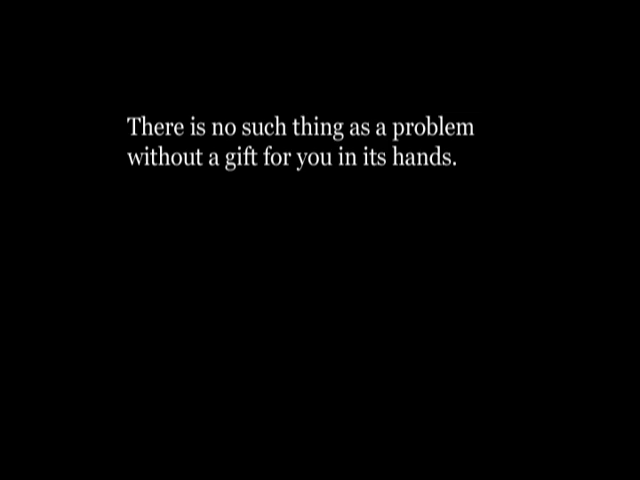 There is no such thing as a problem
without a gift for you in its hands.